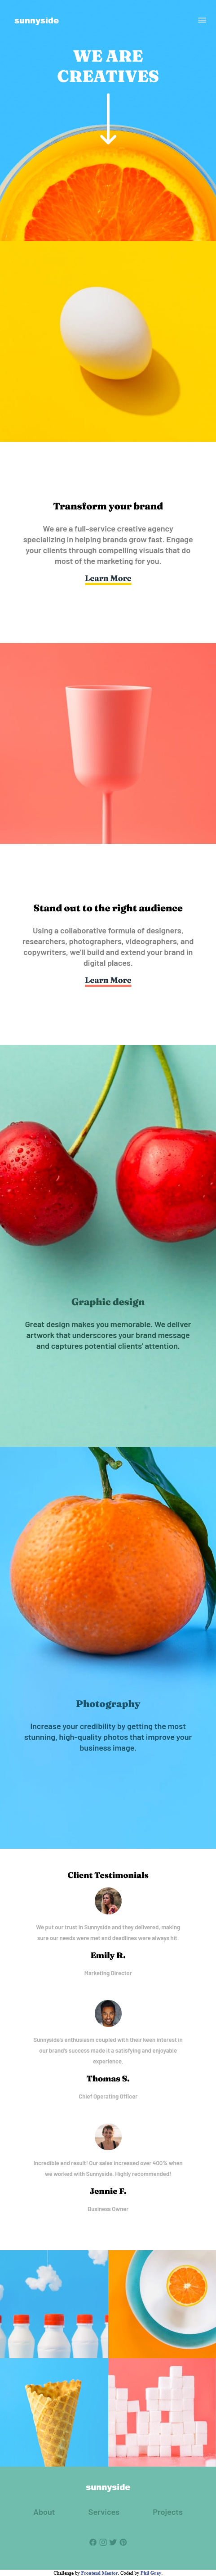 sunnyside
WE ARE
CREATIVES
Transform your brand
We are a full-service creative agency
specializing in helping brands grow fast. Engage
your clients through compelling visuals that do
most of the marketing for you.
Learn More
Stand out to the right audience
Using a collaborative formula of designers,
researchers, photographers, videographers, and
copywriters, we'll build and extend your brand in
digital places.
Learn More
Graphic design
Great design makes you memorable. We deliver
artwork that underscores your brand message
and captures potential clients' attention.
Photography
Increase your credibility by getting the most
stunning, high-quality photos that improve your
business image.
Client Testimonials
We put our trust in Sunnyside and they delivered, making
sure our needs were met and deadlines were always hit.
Emily R.
Marketing Director
Sunnyside's enthusiasm coupled with their keen interest in
our brand's success made it a satisfying and enjoyable
experience.
Thomas S.
Chief Operating Officer
Incredible end result! Our sales increased over 400% when
we worked with Sunnyside. Highly recommended!
Jennie F.
Business Owner
sunnyside
About Services Projects
Challenge by Frontend Mentor. Coded by Phil Gray.